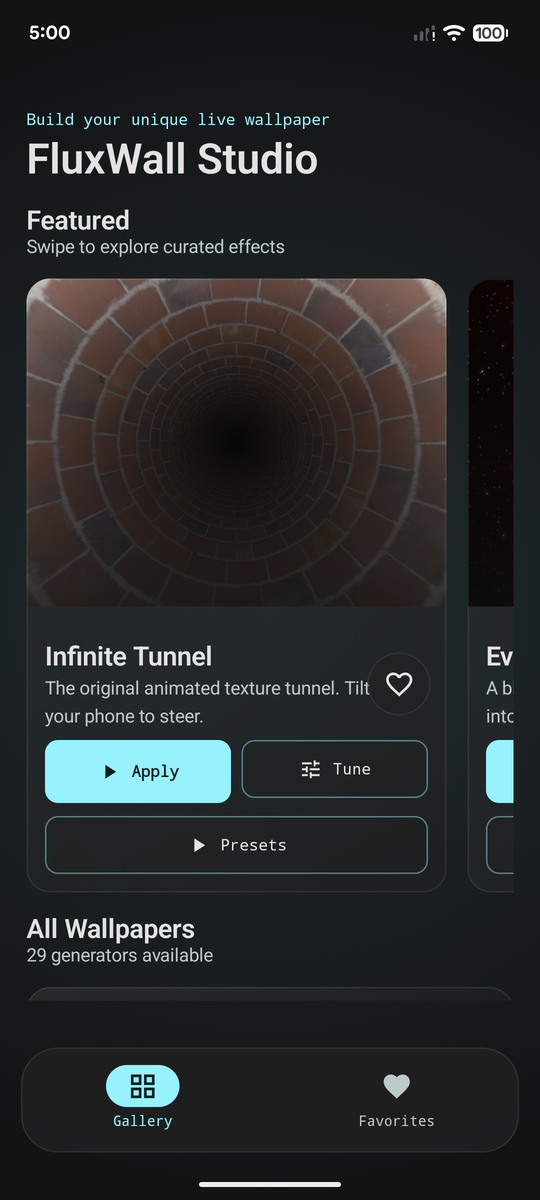 5:00
100
Build your unique live wallpaper
FluxWall Studio
Featured
Swipe to explore curated effects
Infinite Tunnel
The original animated texture tunnel. Tilt
your phone to steer.
Apply
Tune
Presets
Ev
A b
into
All Wallpapers
29 generators available
Gallery
Favorites